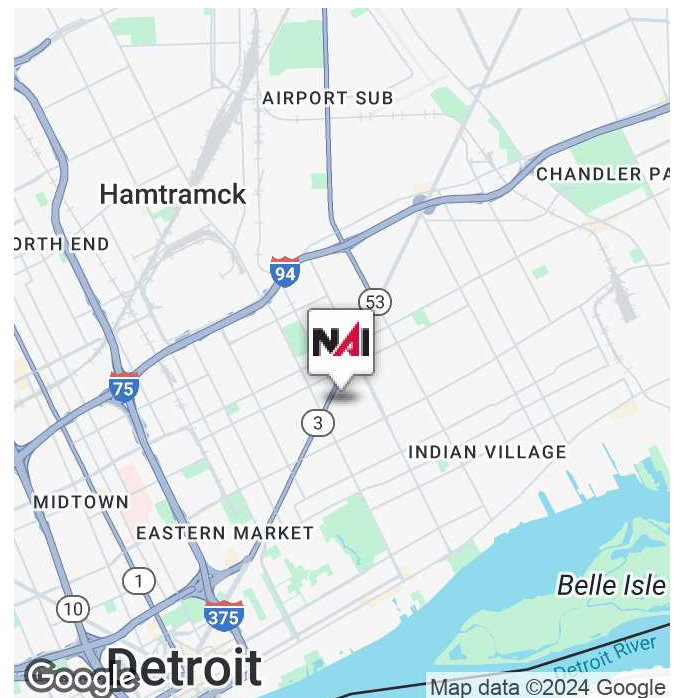 AIRPORT SUB
CHANDLER PA
Hamtramck
ORTH END
94
53
NAI
75
3
INDIAN VILLAGE
MIDTOWN
EASTERN MARKET
1
Belle Isle
10
375
Detroit
Detroit River
Google
Map data ©2024 Google